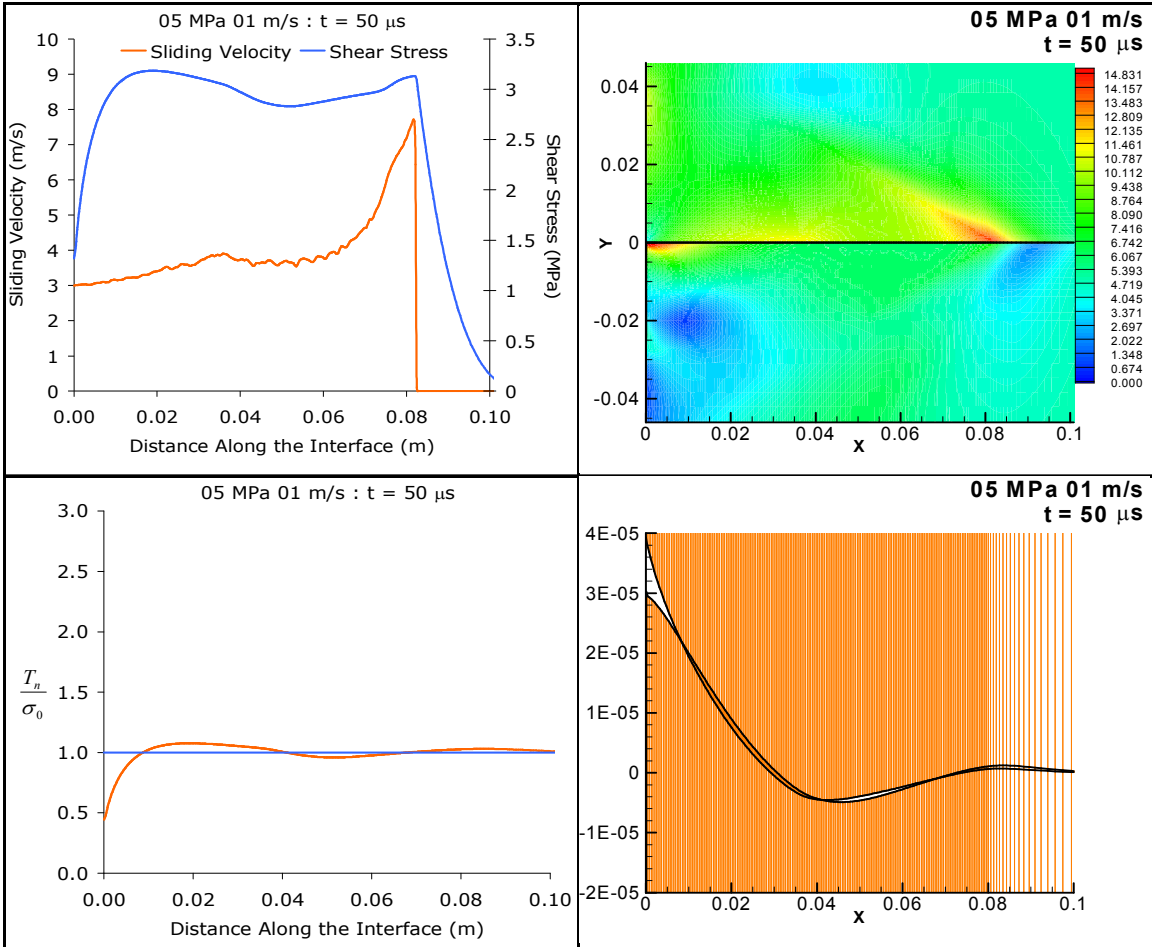 05 MPa 01 m/s : t = 50 μs
Sliding Velocity
Shear Stress
10
9
8
7
6
5
4
3
2
1
0
Sliding Velocity (m/s)
3.5
3
2.5
2
1.5
1
0.5
0
Shear Stress (MPa)
0.00 0.02 0.04 0.06 0.08 0.10
Distance Along the Interface (m)
05 MPa 01 m/s
t = 50 μs
0.04
0.02
0
-0.02
-0.04
Y
0 0.02 0.04 0.06 0.08 0.1
X
14.831
14.157
13.483
12.809
12.135
11.461
10.787
10.112
9.438
8.764
8.090
7.416
6.742
6.067
5.393
4.719
4.045
3.371
2.697
2.022
1.348
0.674
0.000
05 MPa 01 m/s : t = 50 μs
3.0
2.5
2.0
1.5
1.0
0.5
0.0
T_n
σ_0
0.00 0.02 0.04 0.06 0.08 0.10
Distance Along the Interface (m)
05 MPa 01 m/s
t = 50 μs
4E-05
3E-05
2E-05
1E-05
0
-1E-05
-2E-05
0 0.02 0.04 0.06 0.08 0.1
X